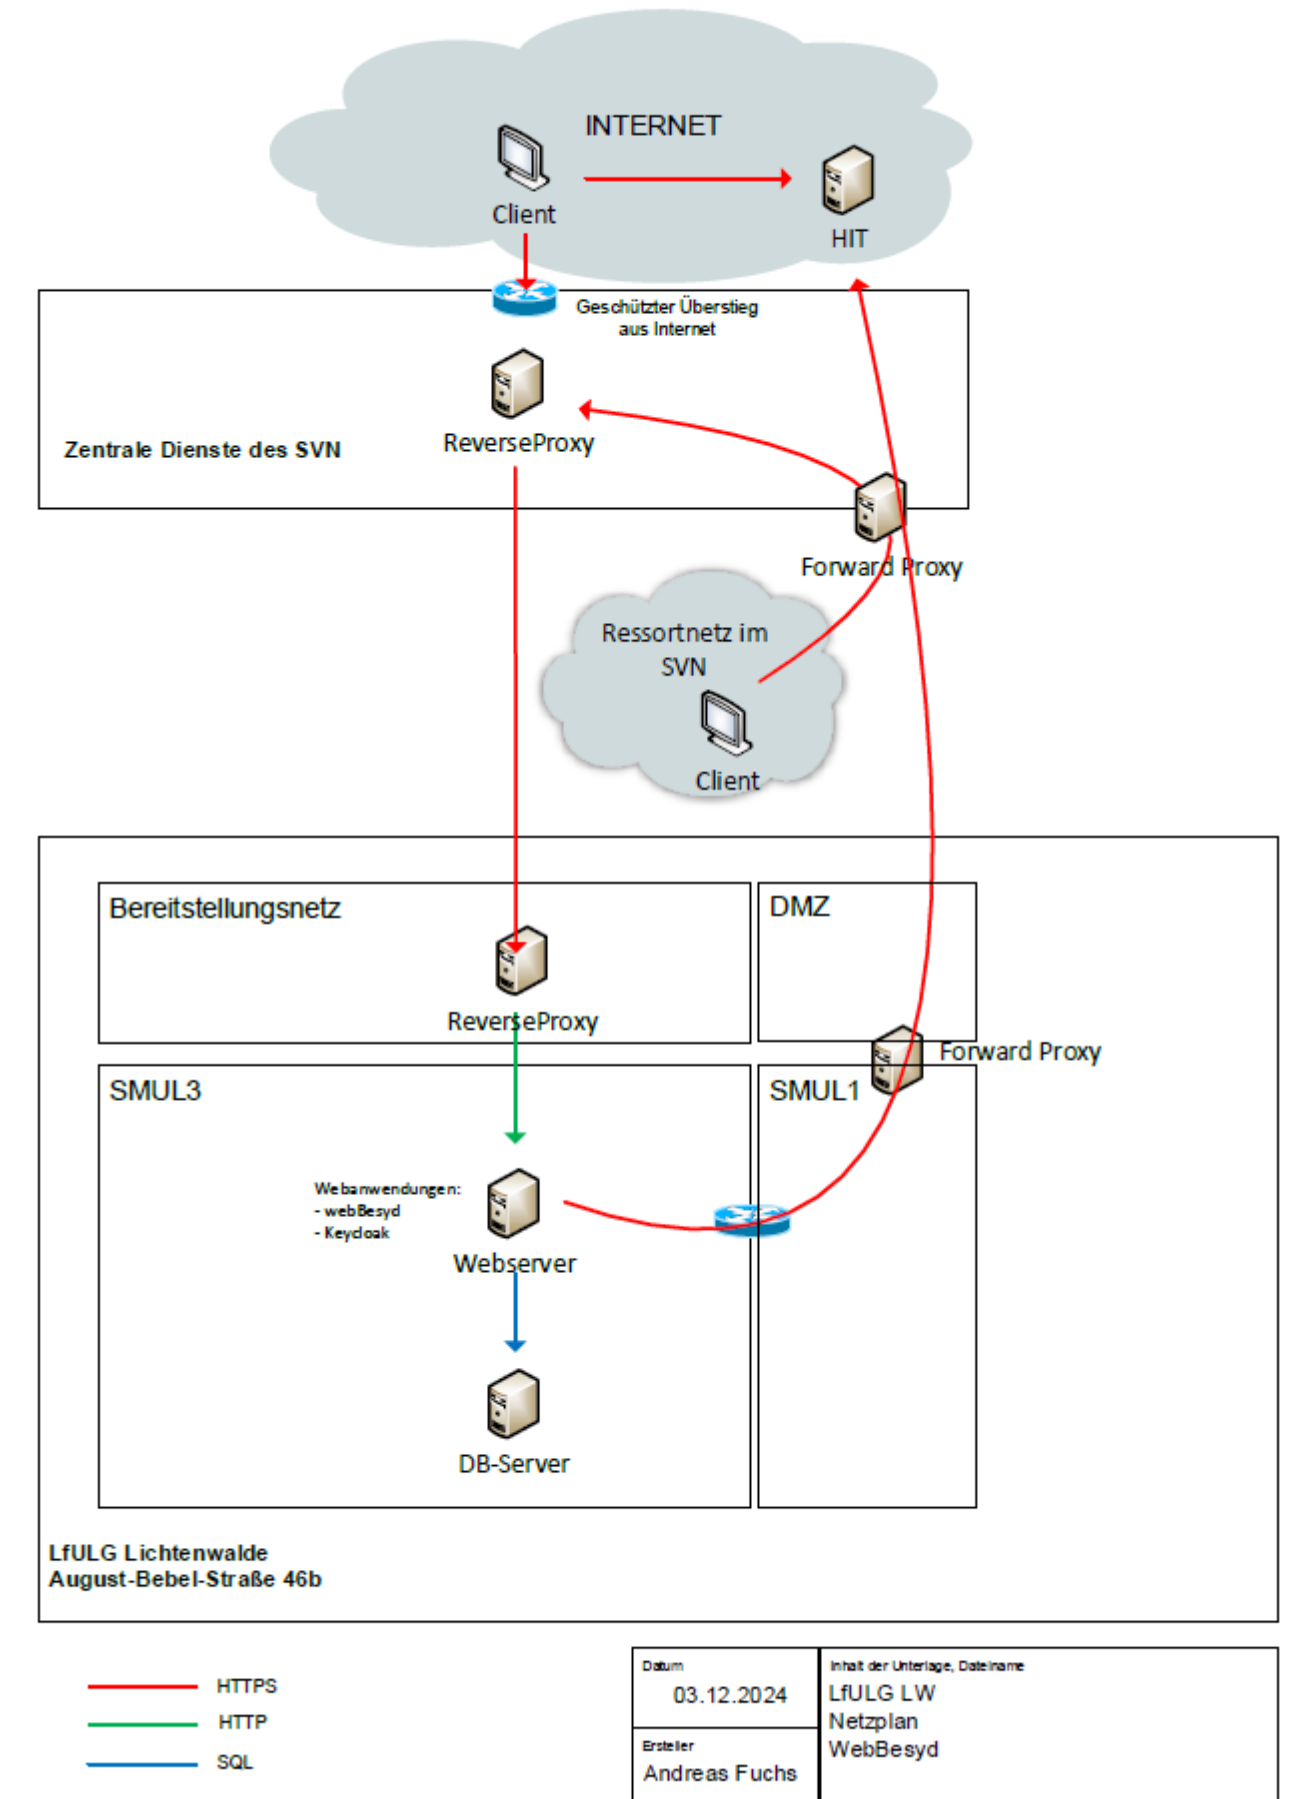 INTERNET
Client
HIT
Geschützter Überstieg
aus Internet
ReverseProxy
Zentrale Dienste des SVN
Forward Proxy
Ressortnetz im
SVN
Client
Bereitstellungsnetz
DMZ
ReverseProxy
Forward Proxy
SMUL3
SMUL1
Webanwendungen:
- webBesyd
- Keycloak
Webserver
DB-Server
LfULG Lichtenwalde
August-Bebel-Straße 46b
HTTPS
HTTP
SQL
Datum
03.12.2024
Ersteller
Andreas Fuchs
Inhalt der Unterlage, Dateiname
LfULG LW
Netzplan
WebBesyd